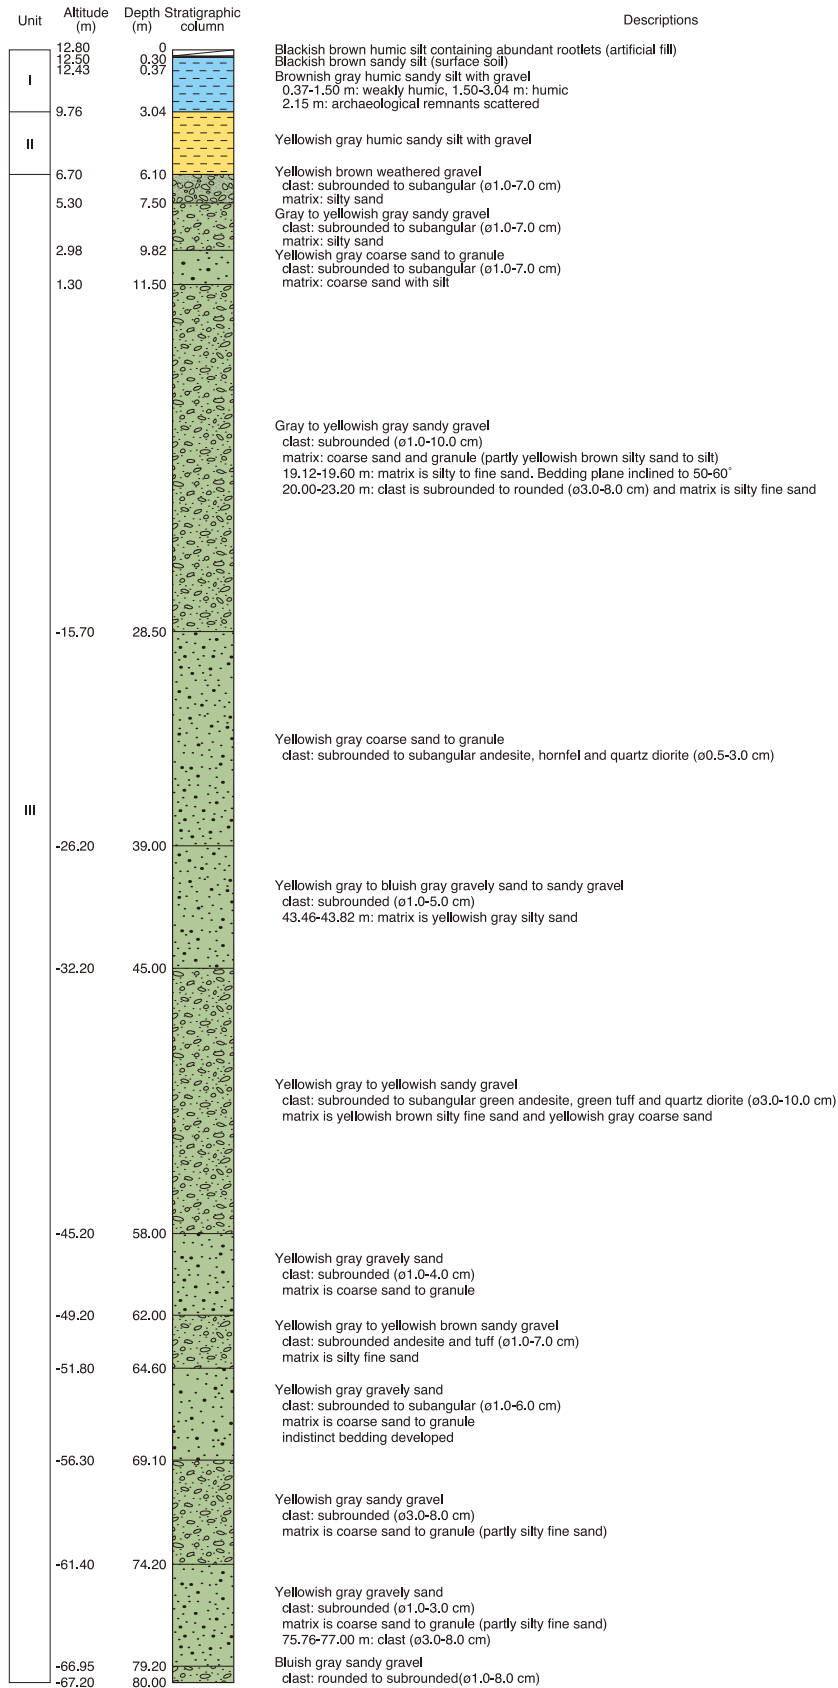 Unit Altitude (m) Depth (m) Stratigraphic column Descriptions
12.80 0 Blackish brown humic silt containing abundant rootlets (artificial fill)
12.50 0.30 Blackish brown sandy silt (surface soil)
12.43 0.37 Brownish gray humic sandy silt with gravel
I
0.37-1.50 m: weakly humic, 1.50-3.04 m: humic
2.15 m: archaeological remnants scattered
9.76 3.04
II
Yellowish gray humic sandy silt with gravel
6.70 6.10 Yellowish brown weathered gravel
clast: subrounded to subangular (ø1.0-7.0 cm)
matrix: silty sand
5.30 7.50 Gray to yellowish gray sandy gravel
clast: subrounded to subangular (ø1.0-7.0 cm)
matrix: silty sand
2.98 9.82 Yellowish gray coarse sand to granule
clast: subrounded to subangular (ø1.0-7.0 cm)
matrix: coarse sand with silt
1.30 11.50
Gray to yellowish gray sandy gravel
clast: subrounded (ø1.0-10.0 cm)
matrix: coarse sand and granule (partly yellowish brown silty sand to silt)
19.12-19.60 m: matrix is silty to fine sand. Bedding plane inclined to 50-60°
20.00-23.20 m: clast is subrounded to rounded (ø3.0-8.0 cm) and matrix is silty fine sand
-15.70 28.50
Yellowish gray coarse sand to granule
clast: subrounded to subangular andesite, hornfel and quartz diorite (ø0.5-3.0 cm)
III
-26.20 39.00
Yellowish gray to bluish gray gravely sand to sandy gravel
clast: subrounded (ø1.0-5.0 cm)
43.46-43.82 m: matrix is yellowish gray silty sand
-32.20 45.00
Yellowish gray to yellowish sandy gravel
clast: subrounded to subangular green andesite, green tuff and quartz diorite (ø3.0-10.0 cm)
matrix is yellowish brown silty fine sand and yellowish gray coarse sand
-45.20 58.00
Yellowish gray gravely sand
clast: subrounded (ø1.0-4.0 cm)
matrix is coarse sand to granule
-49.20 62.00
Yellowish gray to yellowish brown sandy gravel
clast: subrounded andesite and tuff (ø1.0-7.0 cm)
matrix is silty fine sand
-51.80 64.60
Yellowish gray gravely sand
clast: subrounded to subangular (ø1.0-6.0 cm)
matrix is coarse sand to granule
indistinct bedding developed
-56.30 69.10
Yellowish gray sandy gravel
clast: subrounded (ø3.0-8.0 cm)
matrix is coarse sand to granule (partly silty fine sand)
-61.40 74.20
Yellowish gray gravely sand
clast: subrounded (ø1.0-3.0 cm)
matrix is coarse sand to granule (partly silty fine sand)
75.76-77.00 m: clast (ø3.0-8.0 cm)
-66.95 79.20 Bluish gray sandy gravel
-67.20 80.00 clast: rounded to subrounded(ø1.0-8.0 cm)